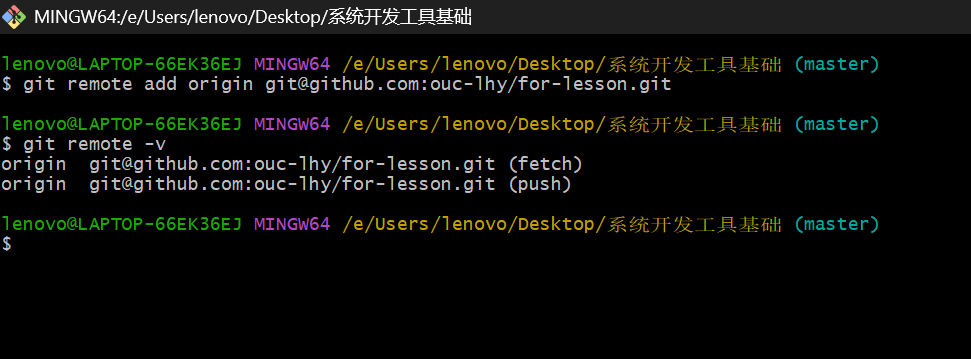 MINGW64:/e/Users/lenovo/Desktop/系统开发工具基础
lenovo@LAPTOP-66EK36EJ MINGW64 /e/Users/lenovo/Desktop/系统开发工具基础 (master)
$ git remote add origin git@github.com:ouc-lhy/for-lesson.git
lenovo@LAPTOP-66EK36EJ MINGW64 /e/Users/lenovo/Desktop/系统开发工具基础 (master)
$ git remote -v
origin  git@github.com:ouc-lhy/for-lesson.git (fetch)
origin  git@github.com:ouc-lhy/for-lesson.git (push)
lenovo@LAPTOP-66EK36EJ MINGW64 /e/Users/lenovo/Desktop/系统开发工具基础 (master)
$